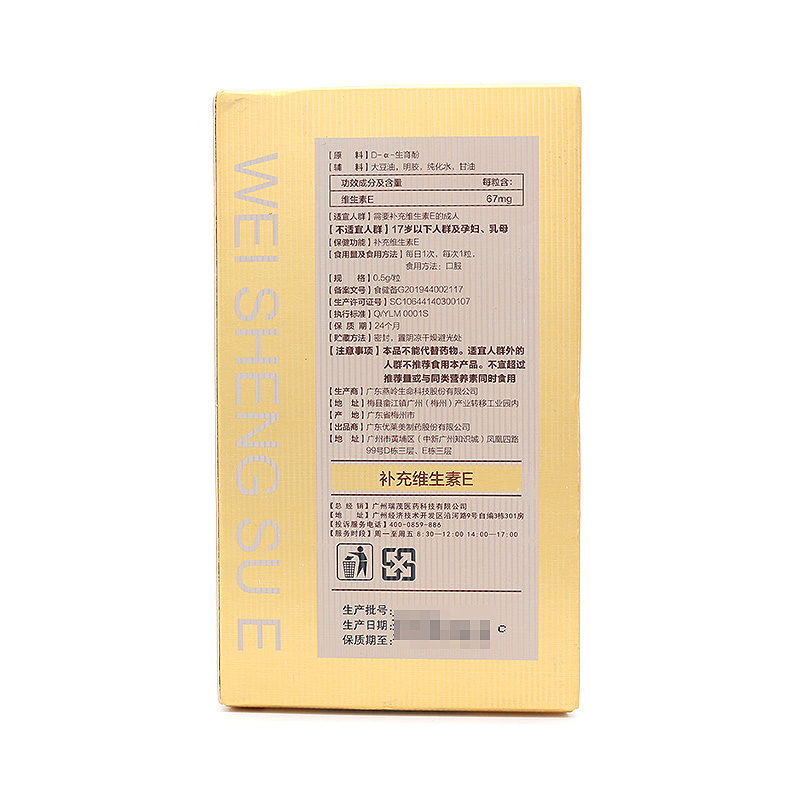 WEI SHENG SU E
【原　料】D-α-生育酚
【辅　料】大豆油，明胶，纯化水，甘油
功效成分及含量 每粒含：
维生素E 67mg
【适宜人群】需要补充维生素E的成人
【不适宜人群】17岁以下人群及孕妇、乳母
【保健功能】补充维生素E
【食用量及食用方法】每日1次，每次1粒，
食用方法：口服
【规　格】0.5g/粒
【备案文号】食健备G201944002117
【生产许可证号】SC10644140300107
【执行标准】Q/YLM 0001S
【保 质 期】24个月
【贮藏方法】密封，置阴凉干燥避光处
【注意事项】本品不能代替药物。适宜人群外的
人群不推荐食用本产品。不宜超过
推荐量或与同类营养素同时食用
【生产商】广东燕岭生命科技股份有限公司
【地　址】梅县畲江镇广州（梅州）产业转移工业园内
【产　地】广东省梅州市
【出品商】广东优莱美制药股份有限公司
【地　址】广州市黄埔区（中新广州知识城）凤凰四路
99号D栋三层、E栋三层
补充维生素E
【总 经 销】广州瑞茂医药科技有限公司
【地　址】广州经济技术开发区沿河路9号自编3栋301房
【投诉服务电话】400-0859-886
【服务时段】周一至周五 8:30-12:00 14:00-17:00
生产批号：
生产日期： C
保质期至：